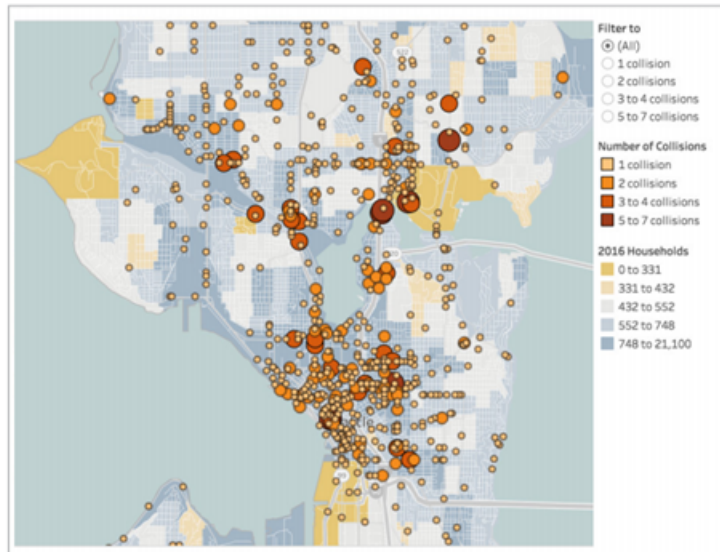 Filter to
(All)
1 collision
2 collisions
3 to 4 collisions
5 to 7 collisions
Number of Collisions
1 collision
2 collisions
3 to 4 collisions
5 to 7 collisions
2016 Households
0 to 331
331 to 432
432 to 552
552 to 748
748 to 21,100
522
99